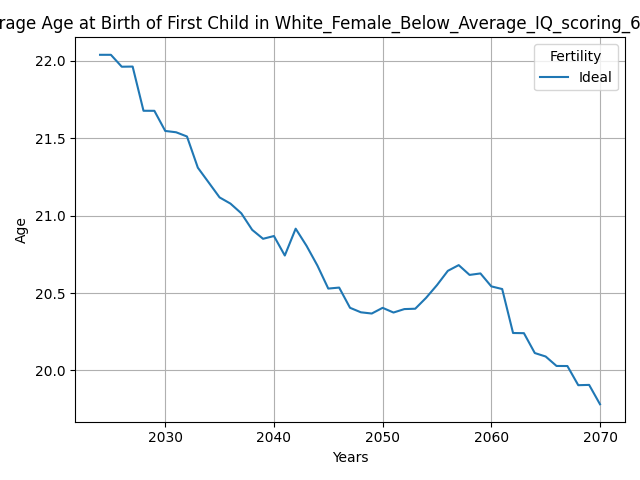 rage Age at Birth of First Child in White_Female_Below_Average_IQ_scoring_6
Fertility
Ideal
22.0
21.5
21.0
20.5
20.0
Age
2030 2040 2050 2060 2070
Years